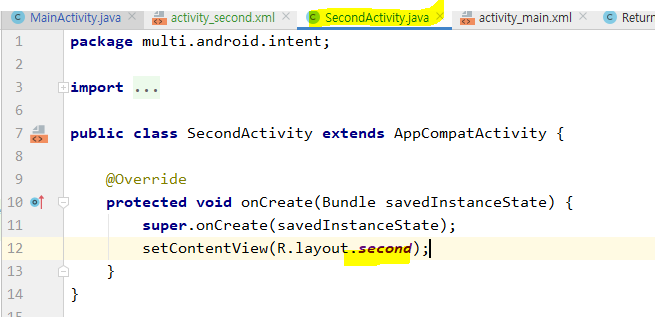 MainActivity.java × activity_second.xml × SecondActivity.java × activity_main.xml × Return
1 package multi.android.intent;
2
3 import ...
6
7 public class SecondActivity extends AppCompatActivity {
8
9 @Override
10 protected void onCreate(Bundle savedInstanceState) {
11 super.onCreate(savedInstanceState);
12 setContentView(R.layout.second);
13 }
14 }
15